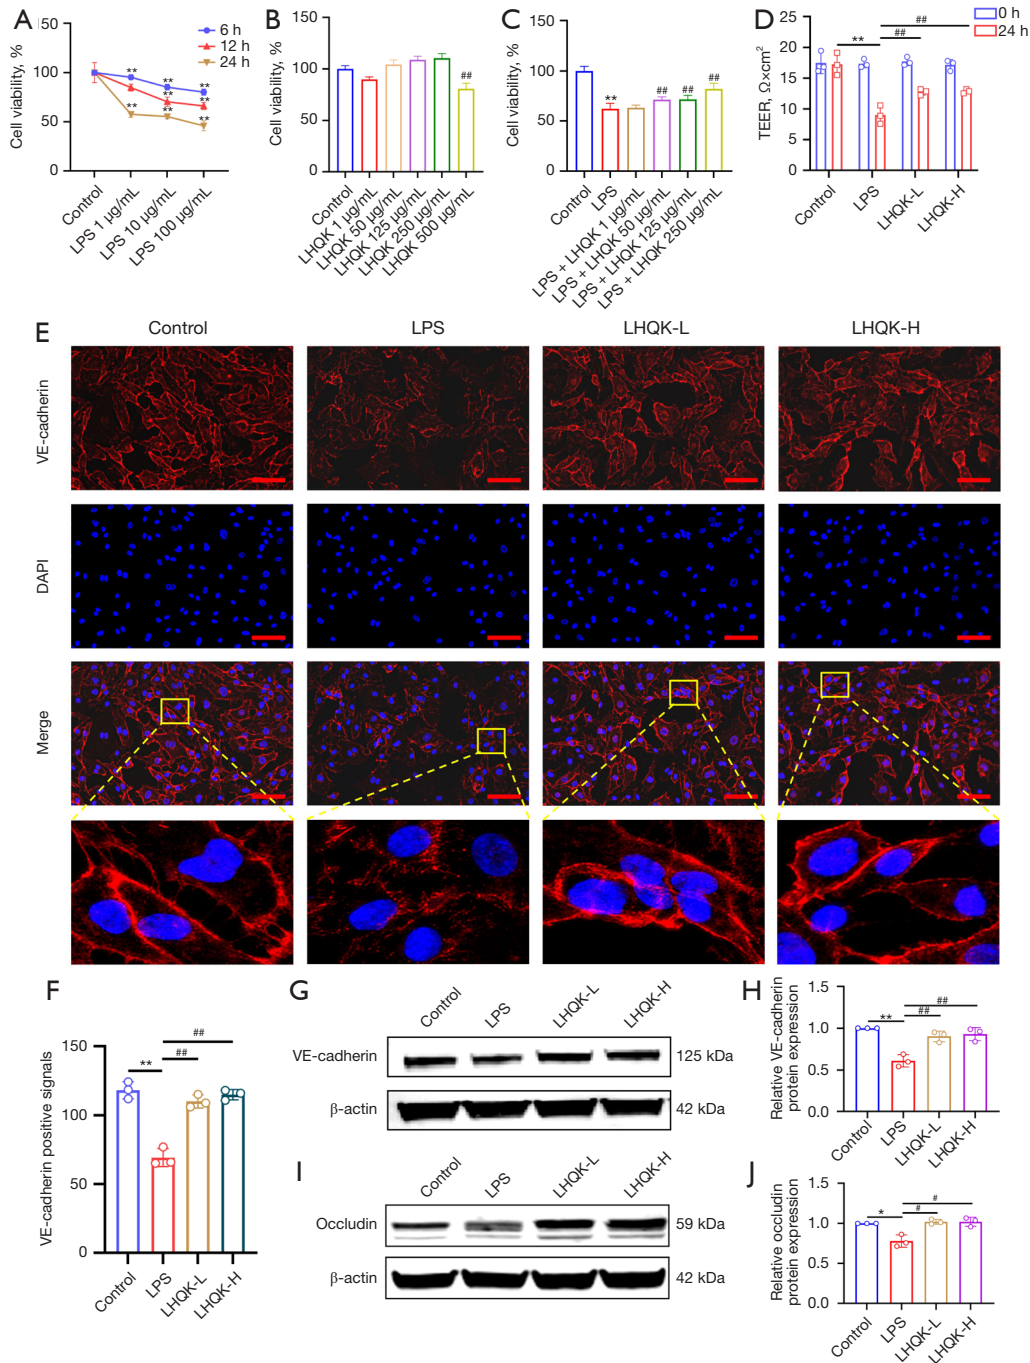 A
Cell viability, %
150
100
50
0
6 h
12 h
24 h
**
**
**
**
**
**
**
**
Control
LPS 1 μg/mL
LPS 10 μg/mL
LPS 100 μg/mL
B
Cell viability, %
150
100
50
0
##
Control
LHQK 1 μg/mL
LHQK 50 μg/mL
LHQK 125 μg/mL
LHQK 250 μg/mL
LHQK 500 μg/mL
C
Cell viability, %
150
100
50
0
**
##
##
##
Control
LPS
LPS + LHQK 1 μg/mL
LPS + LHQK 50 μg/mL
LPS + LHQK 125 μg/mL
LPS + LHQK 250 μg/mL
D
TEER, Ω×cm²
25
20
15
10
5
0
0 h
24 h
**
##
##
Control
LPS
LHQK-L
LHQK-H
E
Control
LPS
LHQK-L
LHQK-H
VE-cadherin
DAPI
Merge
F
VE-cadherin positive signals
150
100
50
0
**
##
##
Control
LPS
LHQK-L
LHQK-H
G
Control
LPS
LHQK-L
LHQK-H
VE-cadherin
125 kDa
β-actin
42 kDa
H
Relative VE-cadherin
protein expression
1.5
1.0
0.5
0.0
**
##
##
Control
LPS
LHQK-L
LHQK-H
I
Control
LPS
LHQK-L
LHQK-H
Occludin
59 kDa
β-actin
42 kDa
J
Relative occludin
protein expression
1.5
1.0
0.5
0.0
*
#
#
Control
LPS
LHQK-L
LHQK-H